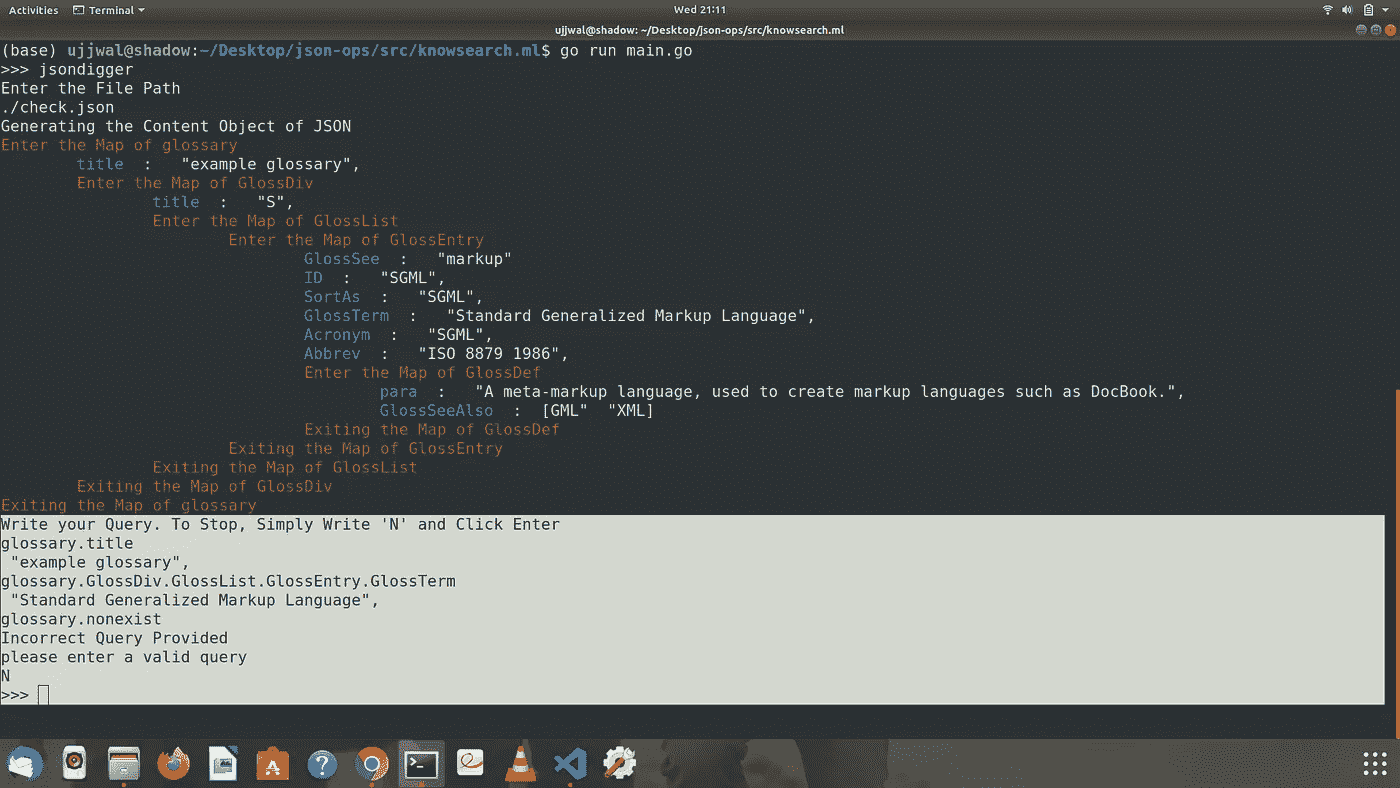 Activities Terminal Wed 21:11
ujjwal@shadow: ~/Desktop/json-ops/src/knowsearch.ml
(base) ujjwal@shadow:~/Desktop/json-ops/src/knowsearch.ml$ go run main.go
>>> jsondigger
Enter the File Path
./check.json
Generating the Content Object of JSON
Enter the Map of glossary
title : "example glossary",
Enter the Map of GlossDiv
title : "S",
Enter the Map of GlossList
Enter the Map of GlossEntry
GlossSee : "markup"
ID : "SGML",
SortAs : "SGML",
GlossTerm : "Standard Generalized Markup Language",
Acronym : "SGML",
Abbrev : "ISO 8879 1986",
Enter the Map of GlossDef
para : "A meta-markup language, used to create markup languages such as DocBook.",
GlossSeeAlso : [GML" "XML]
Exiting the Map of GlossDef
Exiting the Map of GlossEntry
Exiting the Map of GlossList
Exiting the Map of GlossDiv
Exiting the Map of glossary
Write your Query. To Stop, Simply Write 'N' and Click Enter
glossary.title
"example glossary",
glossary.GlossDiv.GlossList.GlossEntry.GlossTerm
"Standard Generalized Markup Language",
glossary.nonexist
Incorrect Query Provided
please enter a valid query
N
>>>